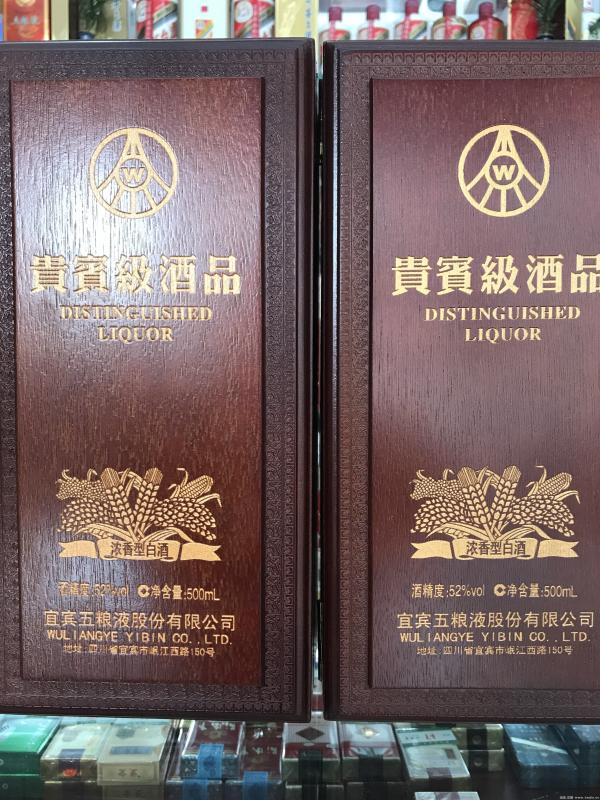 W
貴賓級酒品
DISTINGUISHED
LIQUOR
浓香型白酒
酒精度:52%vol 净含量:500mL
宜宾五粮液股份有限公司
WULIANGYE YIBIN CO.,LTD.
地址:四川省宜宾市岷江西路150号
W
貴賓級酒品
DISTINGUISHED
LIQUOR
浓香型白酒
酒精度:52%vol 净含量:500mL
宜宾五粮液股份有限公司
WULIANGYE YIBIN CO.,LTD.
地址:四川省宜宾市岷江西路150号